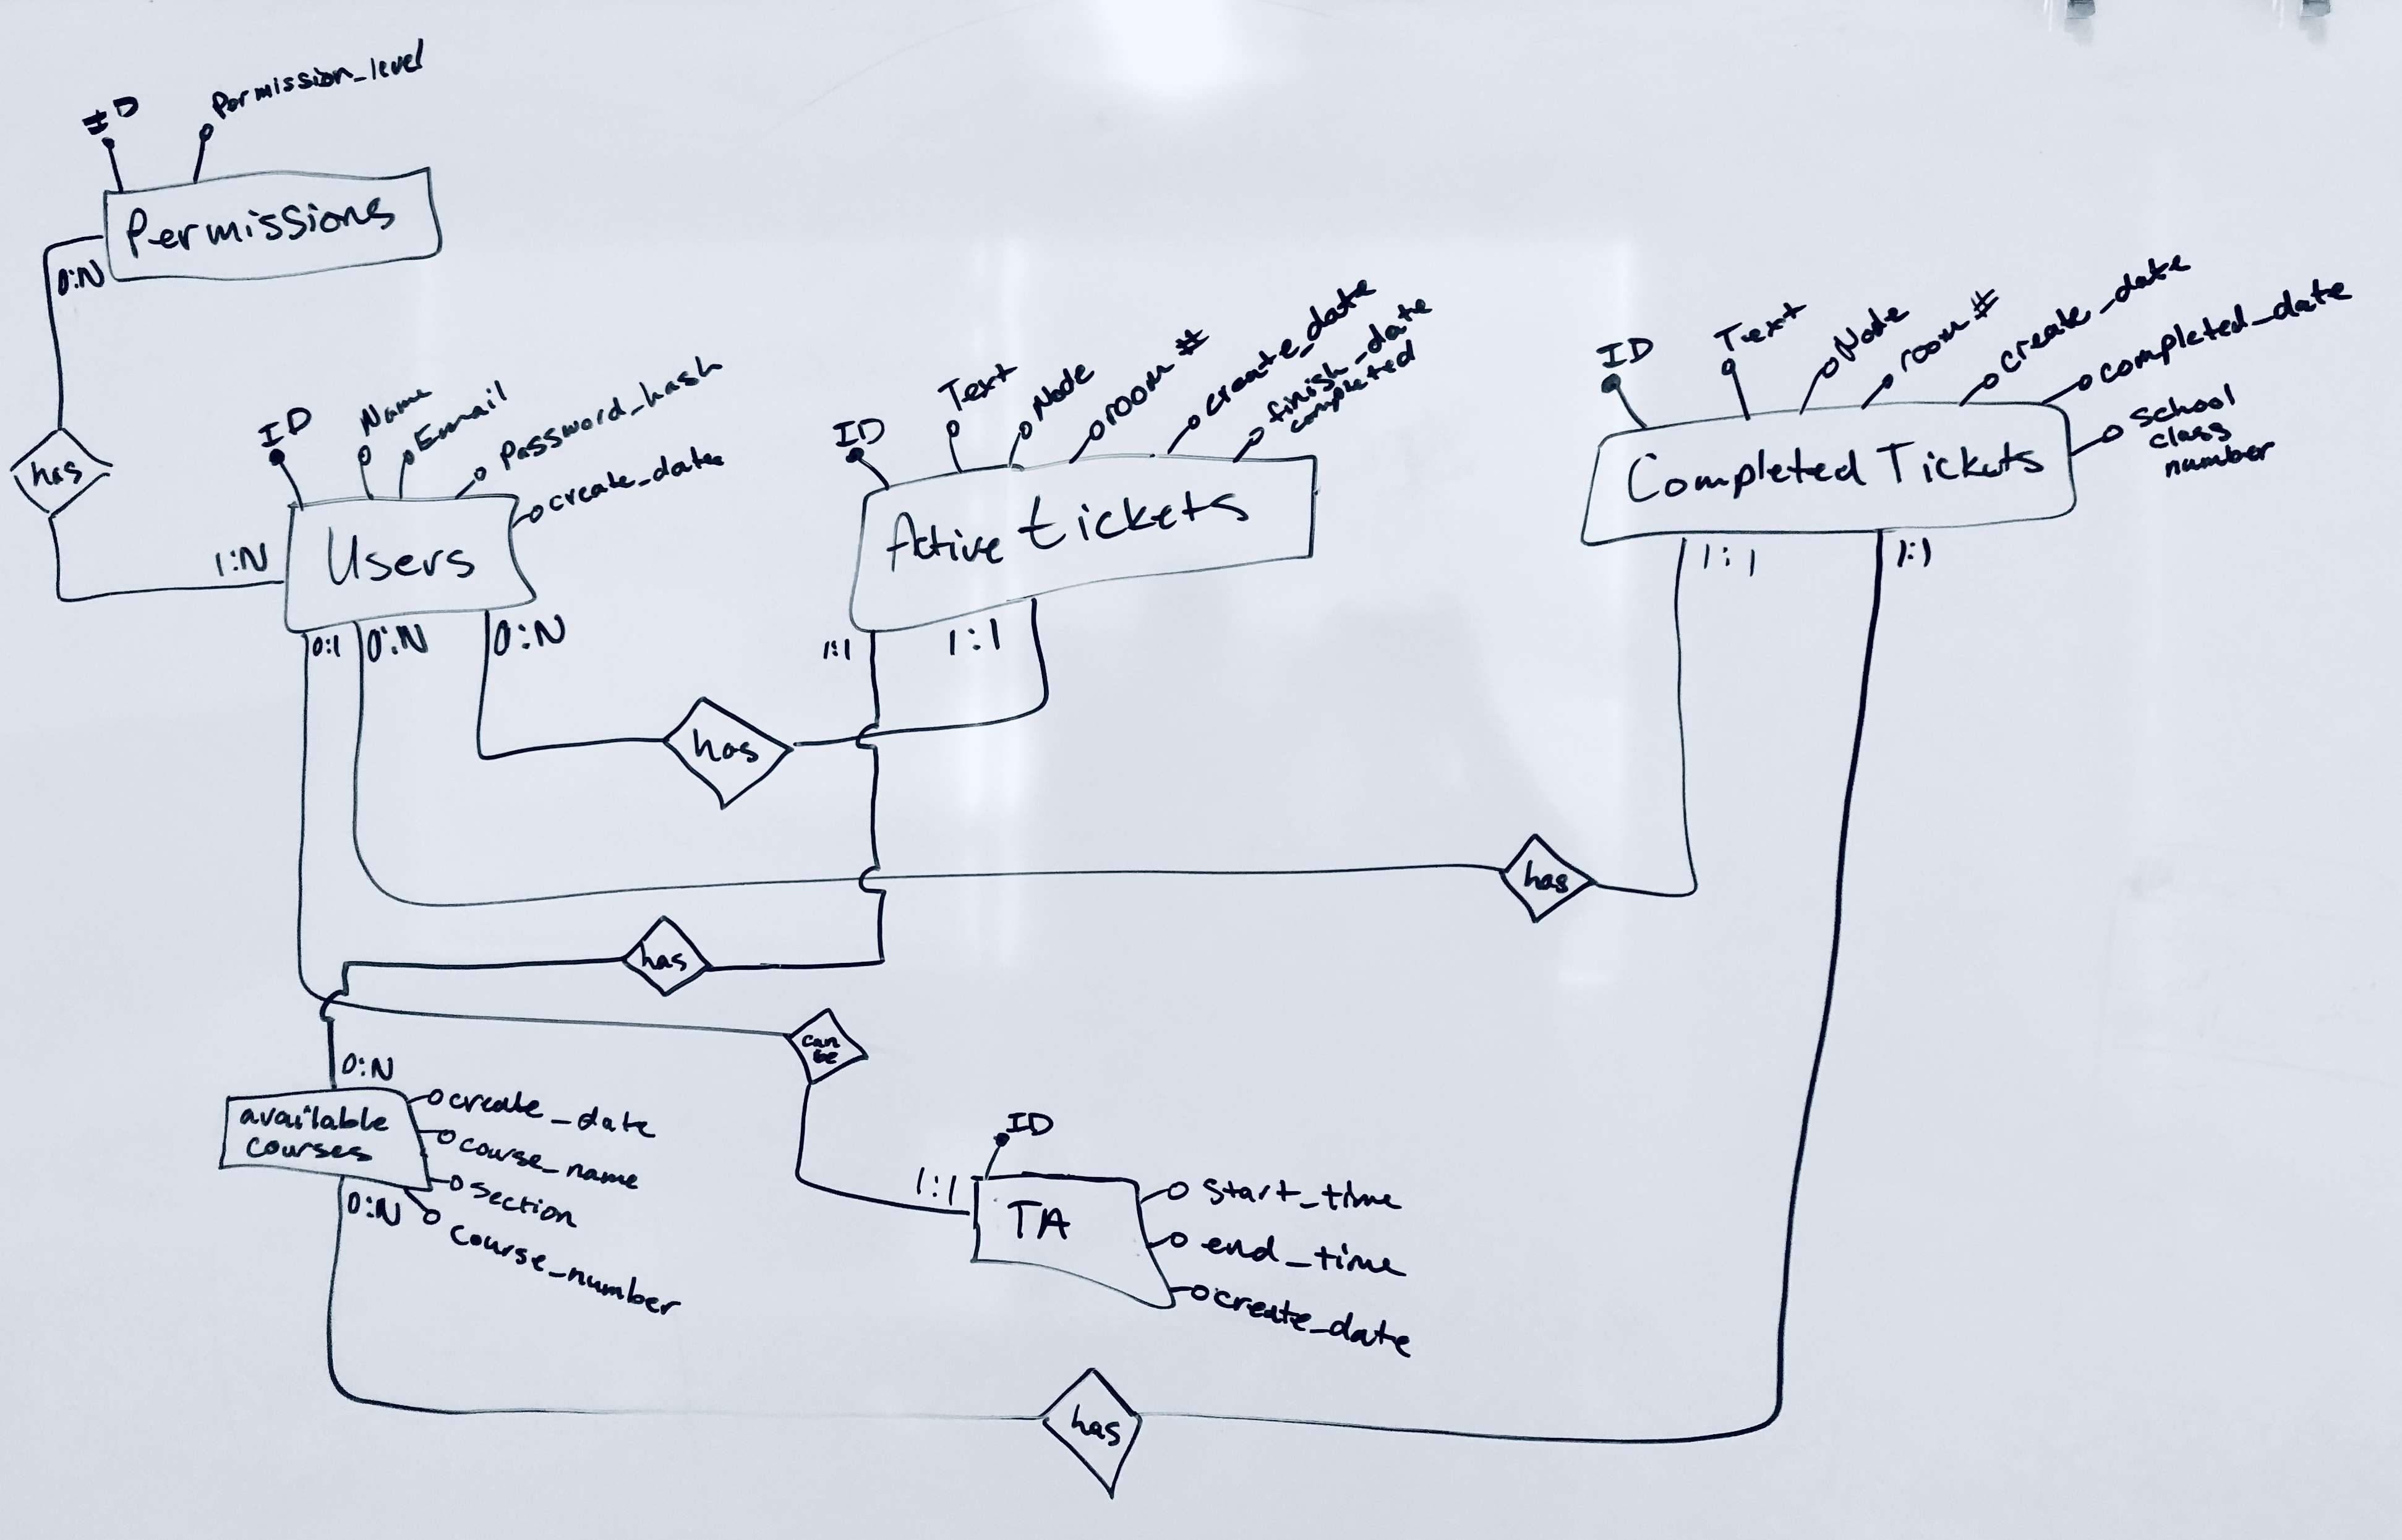 ID
Permission_level
Permissions
0:N
has
1:N
ID
Name
Email
Password_hash
create_date
Users
0:1
0:N
0:N
has
ID
Text
Node
room #
create_date
finish_date
completed
Active tickets
1:1
1:1
ID
Text
Node
room #
create_date
completed_date
School
class
number
Completed Tickets
1:1
1:1
has
has
can
be
0:N
available
courses
create_date
course_name
section
course_number
0:N
ID
1:1
TA
start_time
end_time
create_date
has